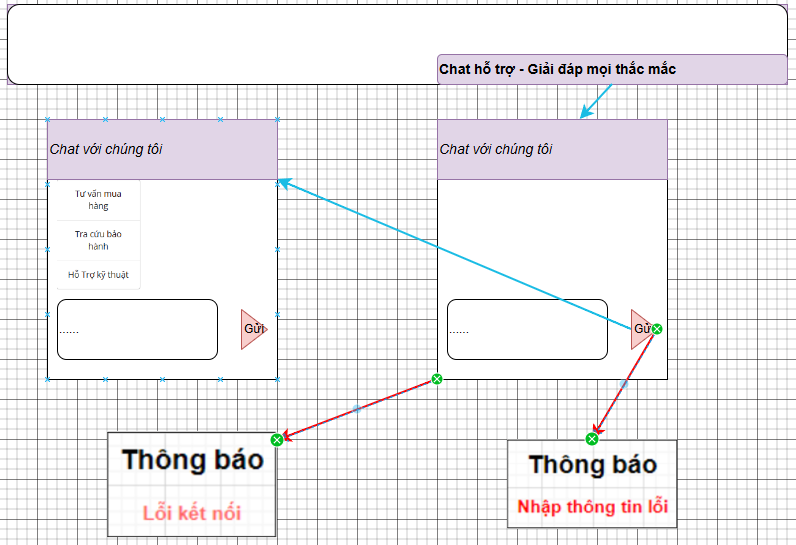 Chat hỗ trợ - Giải đáp mọi thắc mắc
Chat với chúng tôi
Tư vấn mua
hàng
Tra cứu bảo
hành
Hỗ Trợ kỹ thuật
......
Gửi
Chat với chúng tôi
......
Gửi
Thông báo
Lỗi kết nối
Thông báo
Nhập thông tin lỗi